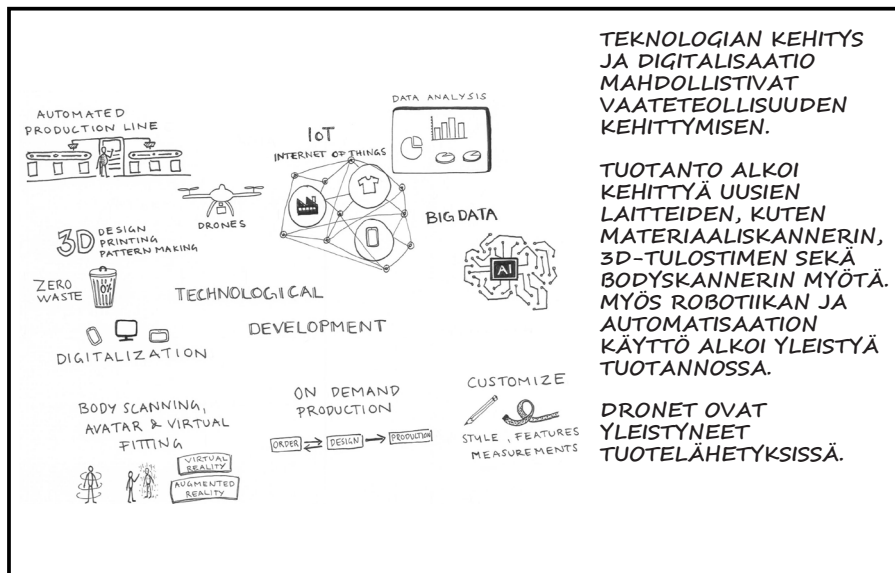 AUTOMATED
PRODUCTION LINE
DRONES
IoT
INTERNET OF THINGS
DATA ANALYSIS
BIG DATA
AI
3D
DESIGN
PRINTING
PATTERN MAKING
ZERO
WASTE
0%
TECHNOLOGICAL
DEVELOPMENT
DIGITALIZATION
BODY SCANNING,
AVATAR & VIRTUAL
FITTING
VIRTUAL
REALITY
AUGMENTED
REALITY
ON DEMAND
PRODUCTION
ORDER
DESIGN
PRODUCTION
CUSTOMIZE
STYLE, FEATURES
MEASUREMENTS
TEKNOLOGIAN KEHITYS
JA DIGITALISAATIO
MAHDOLLISTIVAT
VAATETEOLLISUUDEN
KEHITTYMISEN.
TUOTANTO ALKOI
KEHITTYÄ UUSIEN
LAITTEIDEN, KUTEN
MATERIAALISKANNERIN,
3D-TULOSTIMEN SEKÄ
BODYSKANNERIN MYÖTÄ.
MYÖS ROBOTIIKAN JA
AUTOMATISAATION
KÄYTTÖ ALKOI YLEISTYÄ
TUOTANNOSSA.
DRONET OVAT
YLEISTYNEET
TUOTELÄHETYKSISSÄ.